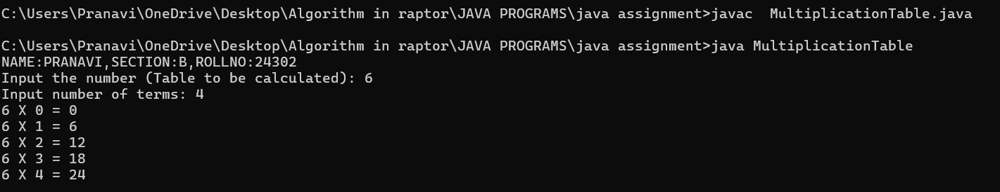 C:\Users\Pranavi\OneDrive\Desktop\Algorithm in raptor\JAVA PROGRAMS\java assignment>javac  MultiplicationTable.java
C:\Users\Pranavi\OneDrive\Desktop\Algorithm in raptor\JAVA PROGRAMS\java assignment>java MultiplicationTable
NAME:PRANAVI,SECTION:B,ROLLNO:24302
Input the number (Table to be calculated): 6
Input number of terms: 4
6 X 0 = 0
6 X 1 = 6
6 X 2 = 12
6 X 3 = 18
6 X 4 = 24